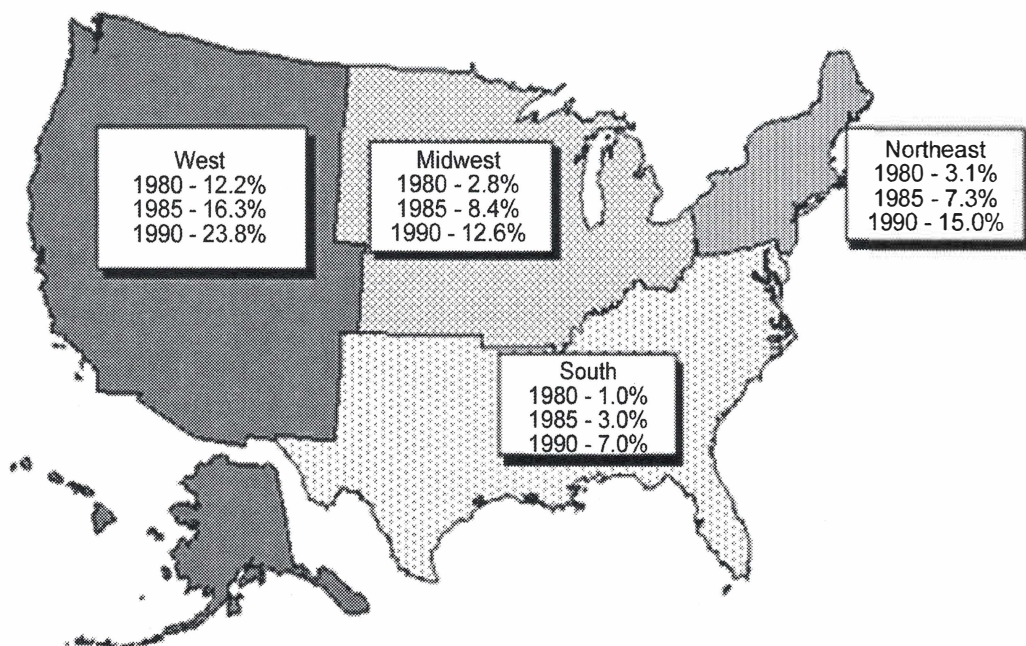 West
1980 - 12.2%
1985 - 16.3%
1990 - 23.8%
Midwest
1980 - 2.8%
1985 - 8.4%
1990 - 12.6%
Northeast
1980 - 3.1%
1985 - 7.3%
1990 - 15.0%
South
1980 - 1.0%
1985 - 3.0%
1990 - 7.0%